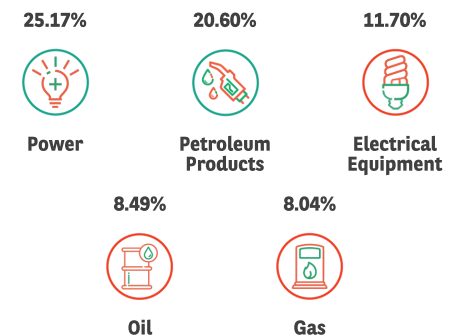 25.17%
20.60%
11.70%
Power
Petroleum
Products
Electrical
Equipment
8.49%
8.04%
Oil
Gas